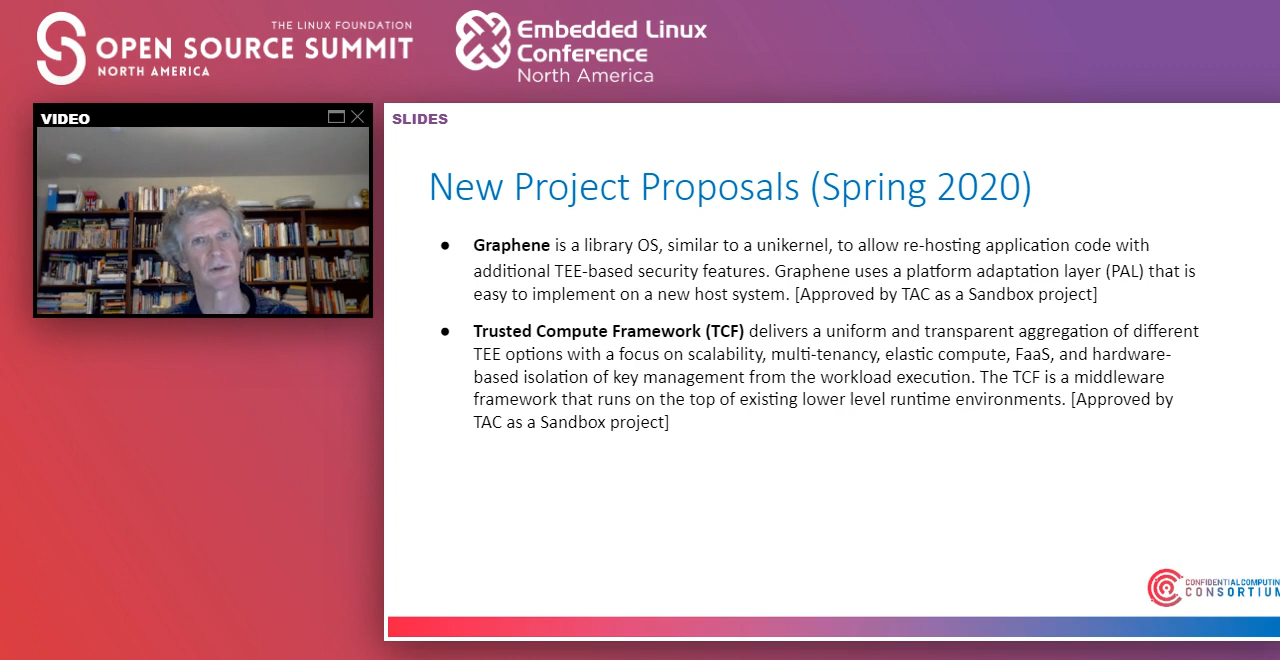 THE LINUX FOUNDATION
OPEN SOURCE SUMMIT
NORTH AMERICA
Embedded Linux
Conference
North America
VIDEO
SLIDES
New Project Proposals (Spring 2020)
● Graphene is a library OS, similar to a unikernel, to allow re-hosting application code with
additional TEE-based security features. Graphene uses a platform adaptation layer (PAL) that is
easy to implement on a new host system. [Approved by TAC as a Sandbox project]
● Trusted Compute Framework (TCF) delivers a uniform and transparent aggregation of different
TEE options with a focus on scalability, multi-tenancy, elastic compute, FaaS, and hardware-
based isolation of key management from the workload execution. The TCF is a middleware
framework that runs on the top of existing lower level runtime environments. [Approved by
TAC as a Sandbox project]
CONFIDENTIAL COMPUTIN
CONSORTIUM